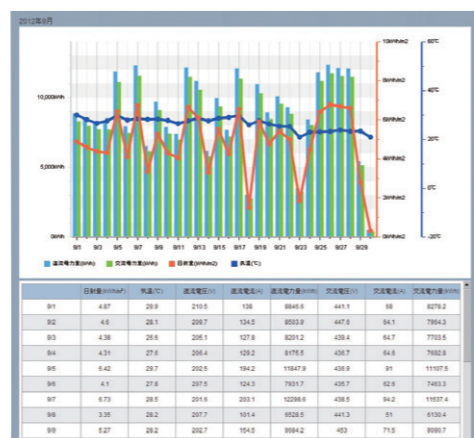 2012年9月
10kWh/m2 60℃
8kWh/m2 40℃
10,000kWh
6kWh/m2 20℃
4kWh/m2
5,000kWh 0℃
2kWh/m2
0kWh 0kWh/m2 -20℃
9/1 9/3 9/5 9/7 9/9 9/11 9/13 9/15 9/17 9/19 9/21 9/23 9/25 9/27 9/29
直流電力量(kWh) 交流電力量(kWh) 日射量(kWh/m2) 気温(℃)
日射量(kWh/m²) 気温(℃) 直流電圧(V) 直流電流(A) 直流電力量(kWh) 交流電圧(V) 交流電流(A) 交流電力量(kWh)
9/1 4.87 29.9 210.5 138 8846.6 441.1 68 8278.2
9/2 4.6 28.1 209.7 134.5 8503.9 447.6 64.1 7964.3
9/3 4.38 26.6 205.1 127.8 8201.2 439.4 64.7 7703.5
9/4 4.31 27.6 206.4 129.2 8175.5 436.7 64.6 7692.8
9/5 6.42 29.7 202.5 194.2 11847.9 436.9 91 11107.5
9/6 4.1 27.8 207.5 124.3 7931.7 435.7 62.6 7463.3
9/7 6.73 28.5 201.6 203.1 12298.6 438.5 94.2 11537.4
9/8 3.35 28.2 207.7 101.4 6528.5 441.3 51 6130.4
9/9 5.27 28.2 202.7 154.5 9684.2 453 71.5 9080.7